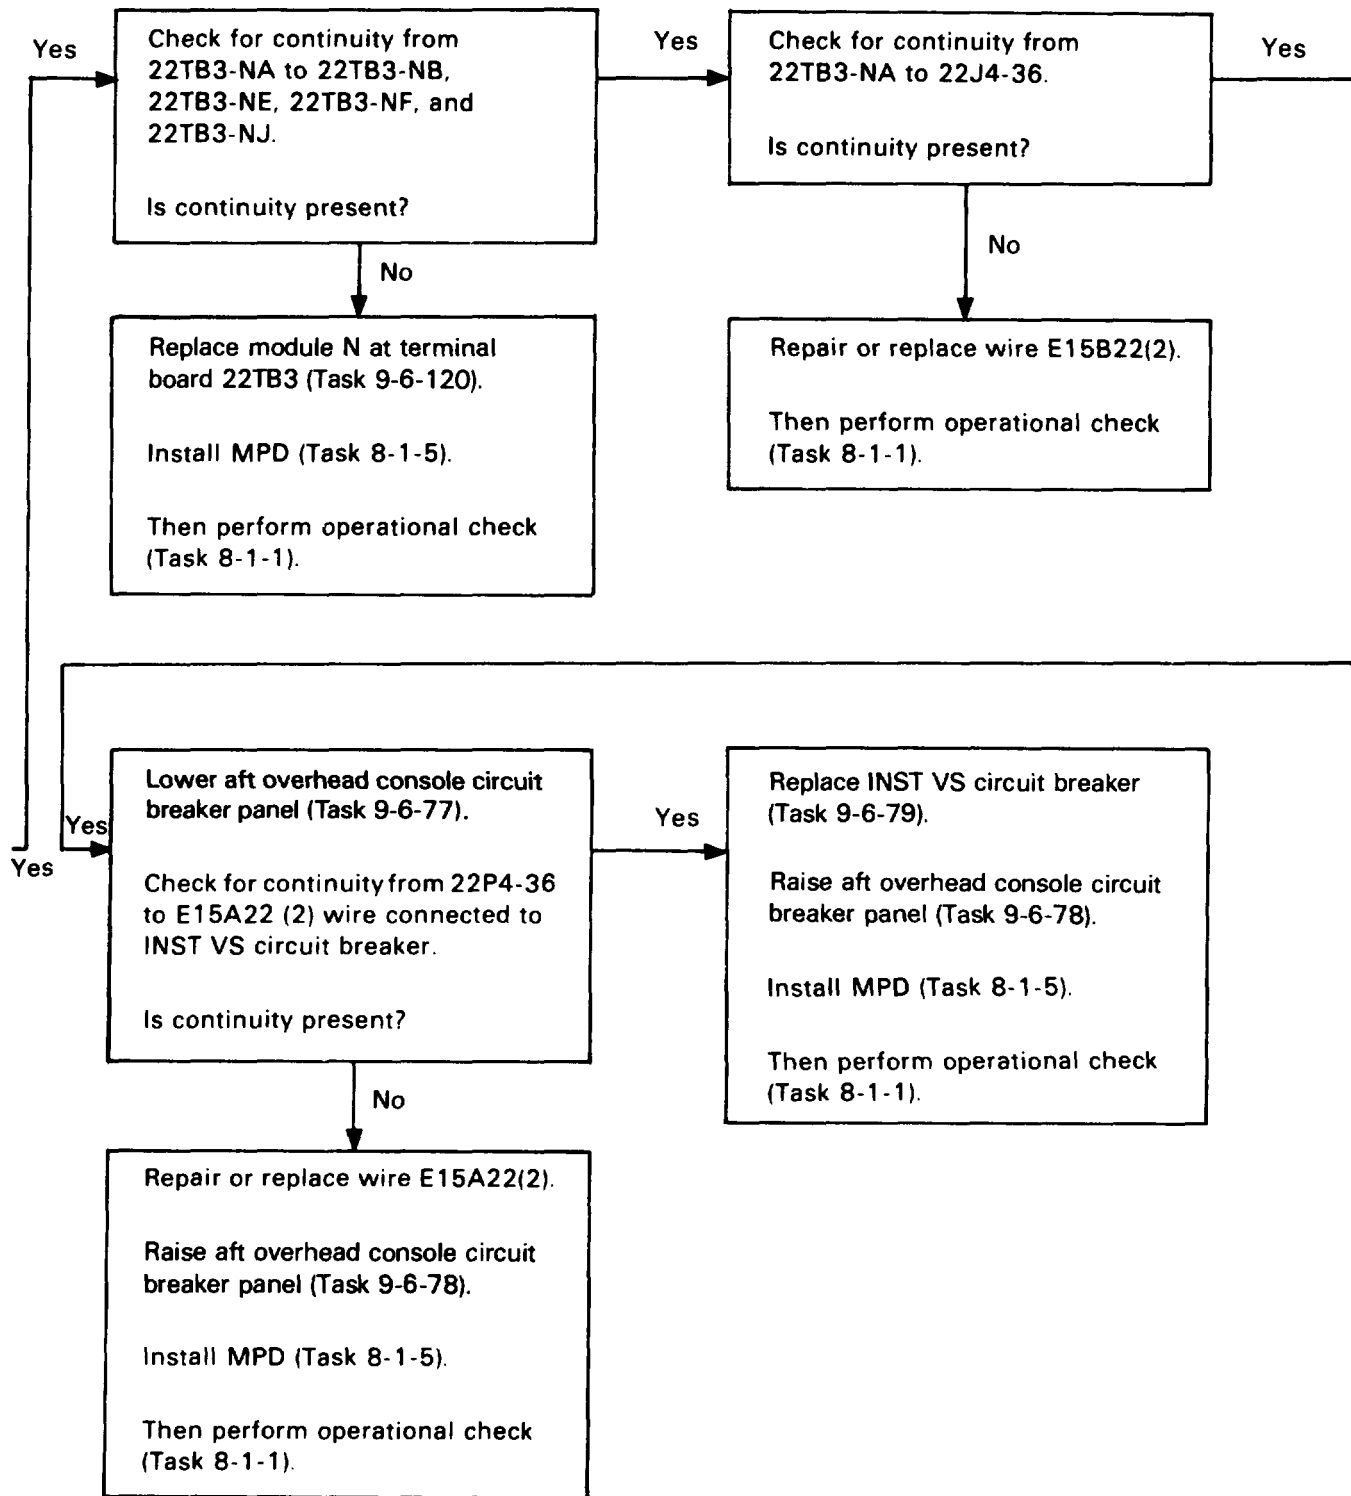 Yes
Check for continuity from
22TB3-NA to 22TB3-NB,
22TB3-NE, 22TB3-NF, and
22TB3-NJ.
Is continuity present?
Yes
Check for continuity from
22TB3-NA to 22J4-36.
Is continuity present?
Yes
No
Replace module N at terminal
board 22TB3 (Task 9-6-120).
Install MPD (Task 8-1-5).
Then perform operational check
(Task 8-1-1).
No
Repair or replace wire E15B22(2).
Then perform operational check
(Task 8-1-1).
Yes
Yes
Lower aft overhead console circuit
breaker panel (Task 9-6-77).
Check for continuity from 22P4-36
to E15A22 (2) wire connected to
INST VS circuit breaker.
Is continuity present?
Yes
Replace INST VS circuit breaker
(Task 9-6-79).
Raise aft overhead console circuit
breaker panel (Task 9-6-78).
Install MPD (Task 8-1-5).
Then perform operational check
(Task 8-1-1).
No
Repair or replace wire E15A22(2).
Raise aft overhead console circuit
breaker panel (Task 9-6-78).
Install MPD (Task 8-1-5).
Then perform operational check
(Task 8-1-1).